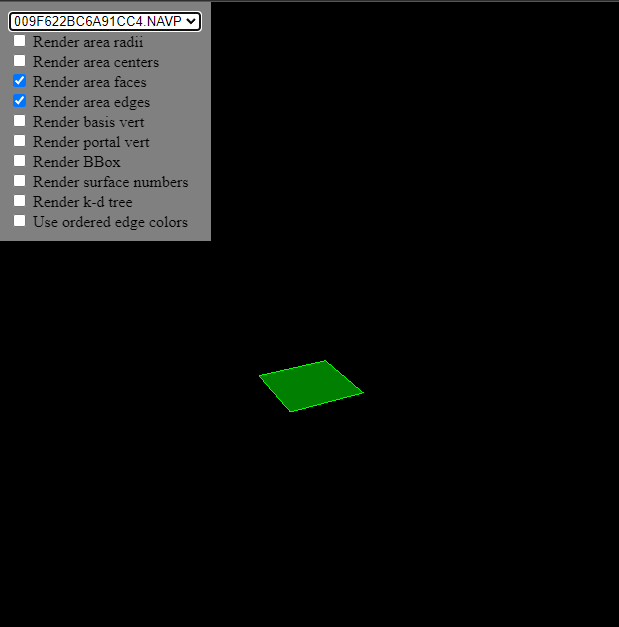 009F622BC6A91CC4.NAVP
Render area radii
Render area centers
Render area faces
Render area edges
Render basis vert
Render portal vert
Render BBox
Render surface numbers
Render k-d tree
Use ordered edge colors